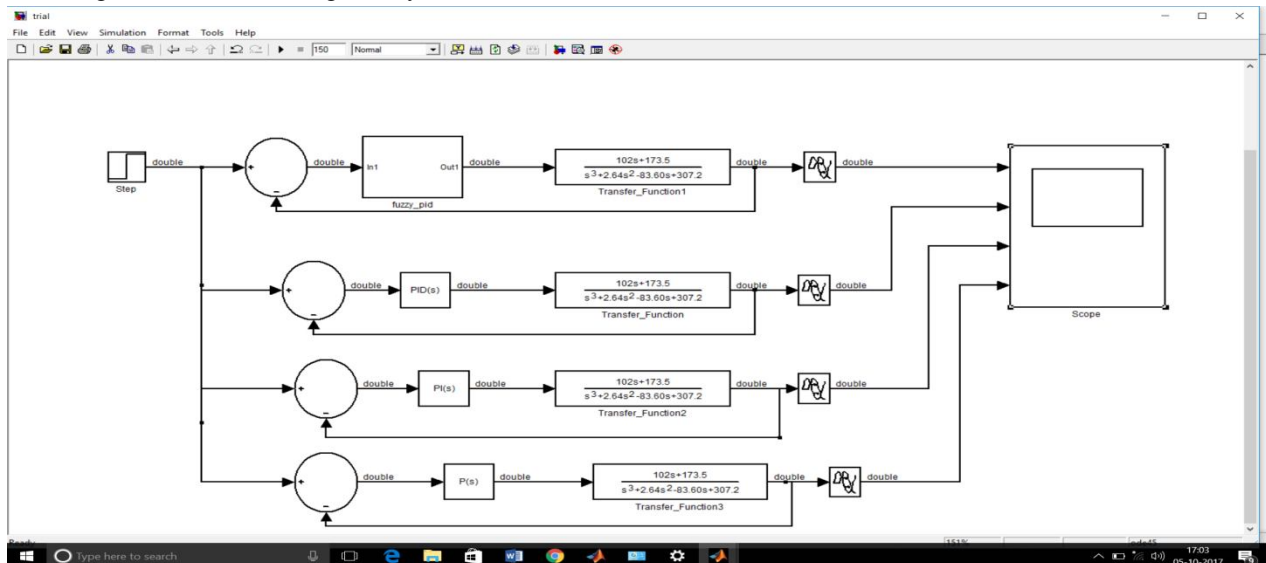 trial
File Edit View Simulation Format Tools Help
150 Normal
Step
double
double
In1 Out1
fuzzy_pid
double
102s+173.5
s3+2.64s2-83.60s+307.2
Transfer_Function1
double
double
Scope
double
PID(s)
double
102s+173.5
s3+2.64s2-83.60s+307.2
Transfer_Function
double
double
double
PI(s)
double
102s+173.5
s3+2.64s2-83.60s+307.2
Transfer_Function2
double
double
double
P(s)
double
102s+173.5
s3+2.64s2-83.60s+307.2
Transfer_Function3
double
double
Ready 151% ode45
Type here to search
17:03
05-10-2017